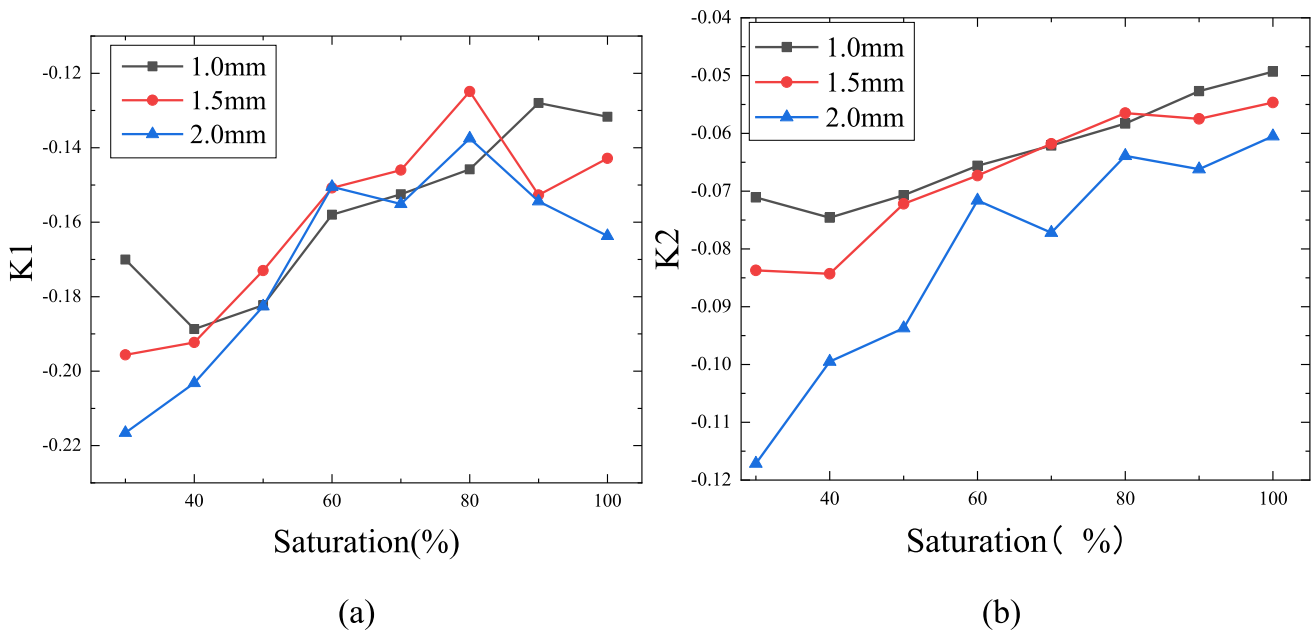 1.0mm
1.5mm
2.0mm
-0.12
-0.14
-0.16
-0.18
-0.20
-0.22
K1
40
60
80
100
Saturation(%)
(a)
1.0mm
1.5mm
2.0mm
-0.04
-0.05
-0.06
-0.07
-0.08
-0.09
-0.10
-0.11
-0.12
K2
40
60
80
100
Saturation( %)
(b)